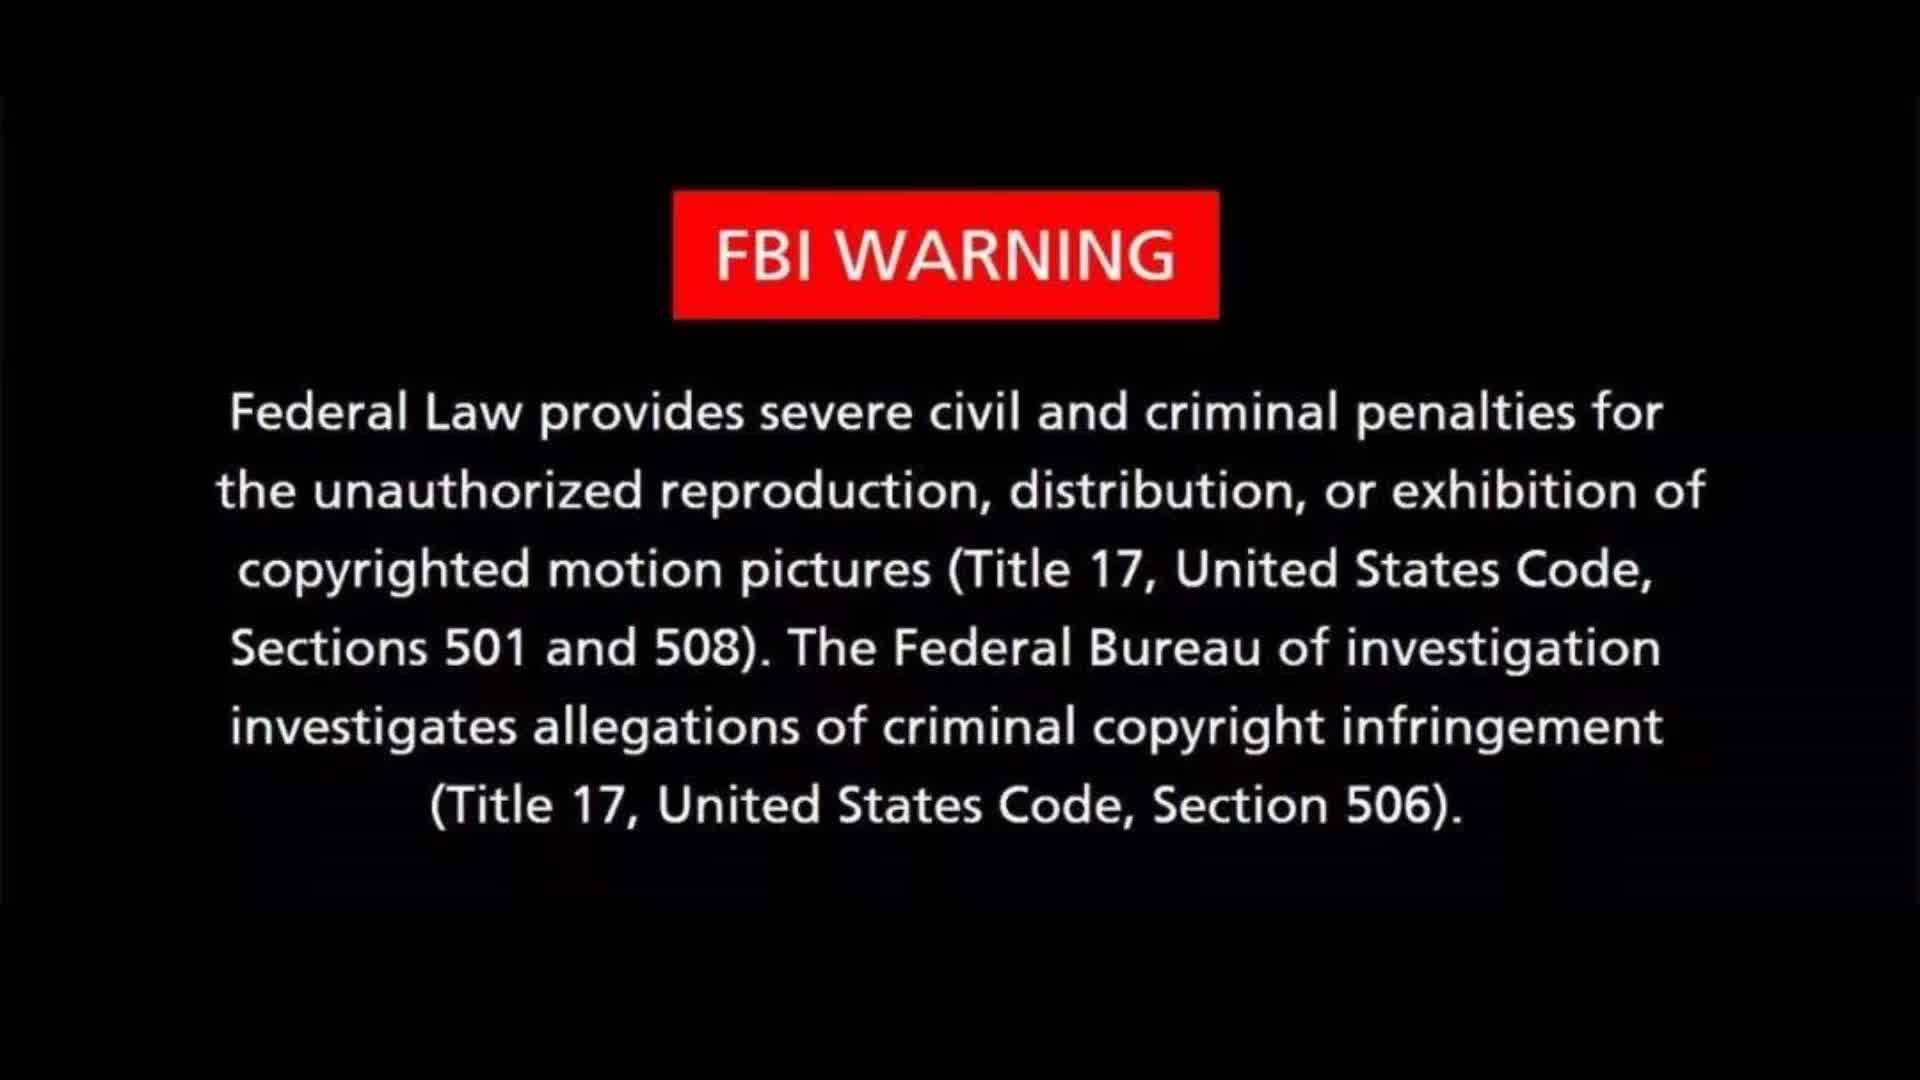 FBI WARNING
Federal Law provides severe civil and criminal penalties for
the unauthorized reproduction, distribution, or exhibition of
copyrighted motion pictures (Title 17, United States Code,
Sections 501 and 508). The Federal Bureau of investigation
investigates allegations of criminal copyright infringement
(Title 17, United States Code, Section 506).